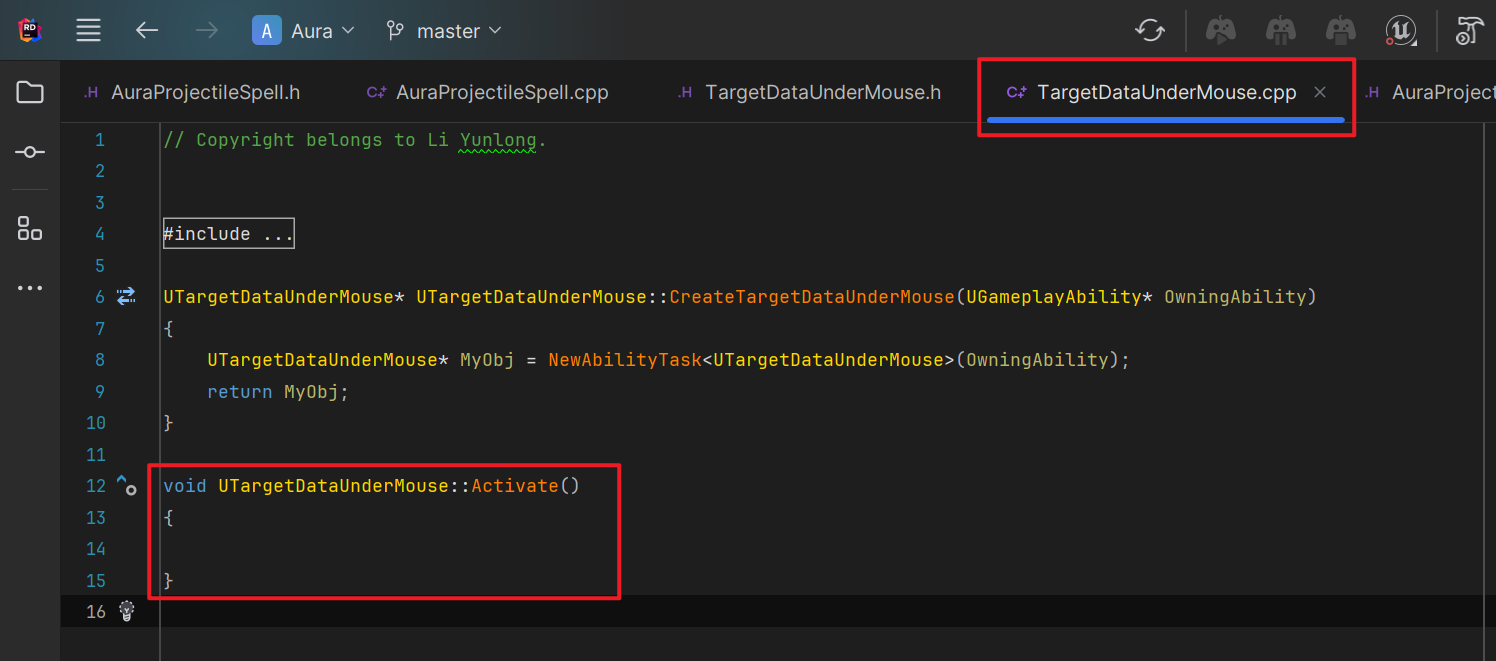 RD
A Aura master
.H AuraProjectileSpell.h C+ AuraProjectileSpell.cpp .H TargetDataUnderMouse.h C+ TargetDataUnderMouse.cpp × .H AuraProject
1 // Copyright belongs to Li Yunlong.
2
3
4 #include ...
5
6 UTargetDataUnderMouse* UTargetDataUnderMouse::CreateTargetDataUnderMouse(UGameplayAbility* OwningAbility)
7 {
8 UTargetDataUnderMouse* MyObj = NewAbilityTask<UTargetDataUnderMouse>(OwningAbility);
9 return MyObj;
10 }
11
12 void UTargetDataUnderMouse::Activate()
13 {
14
15 }
16